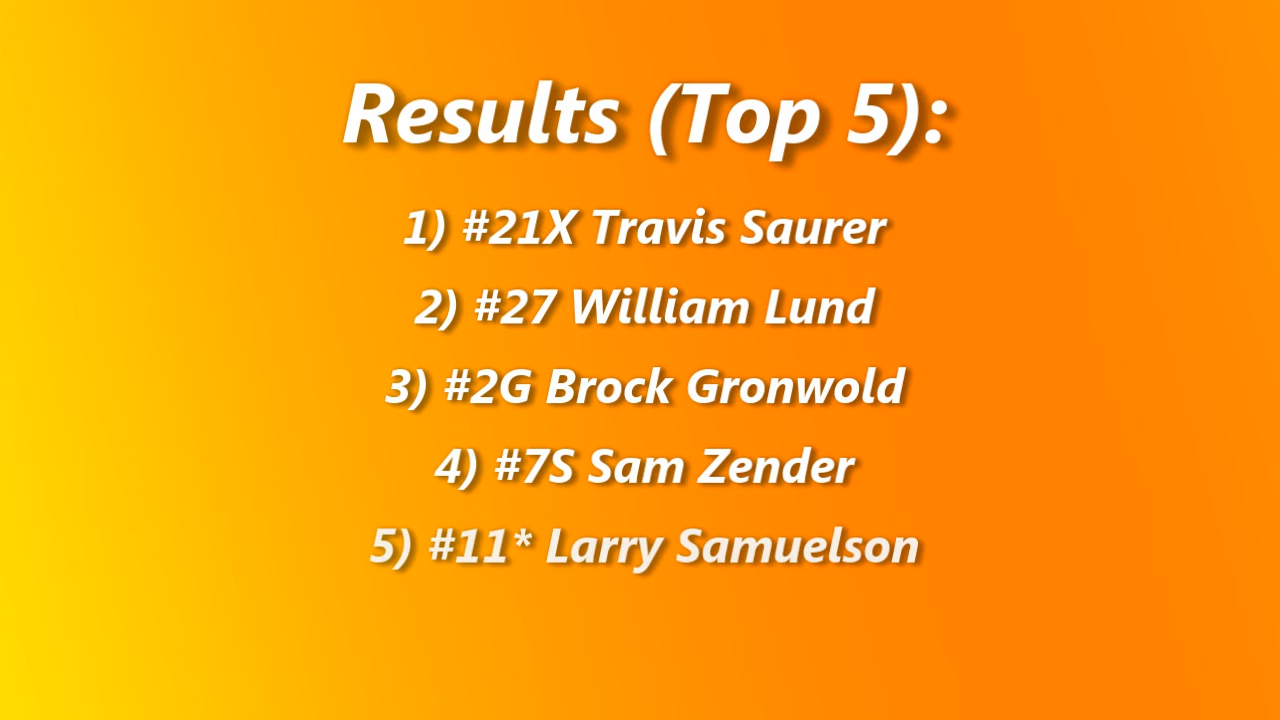 Results (Top 5):
1) #21X Travis Saurer
2) #27 William Lund
3) #2G Brock Gronwold
4) #7S Sam Zender
5) #11* Larry Samuelson